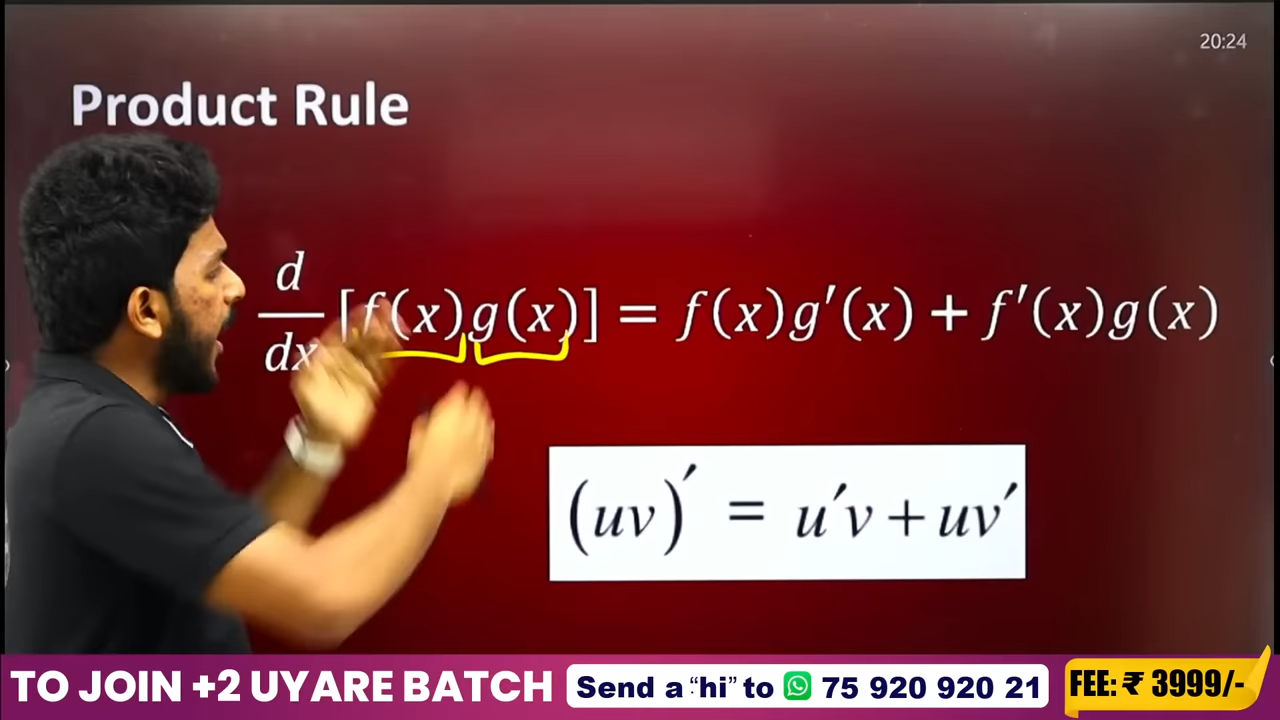 20:24
Product Rule
d/dx [f(x)g(x)] = f(x)g′(x) + f′(x)g(x)
(uv)′ = u′v + uv′
TO JOIN +2 UYARE BATCH Send a “hi” to 75 920 920 21 FEE: ₹ 3999/-